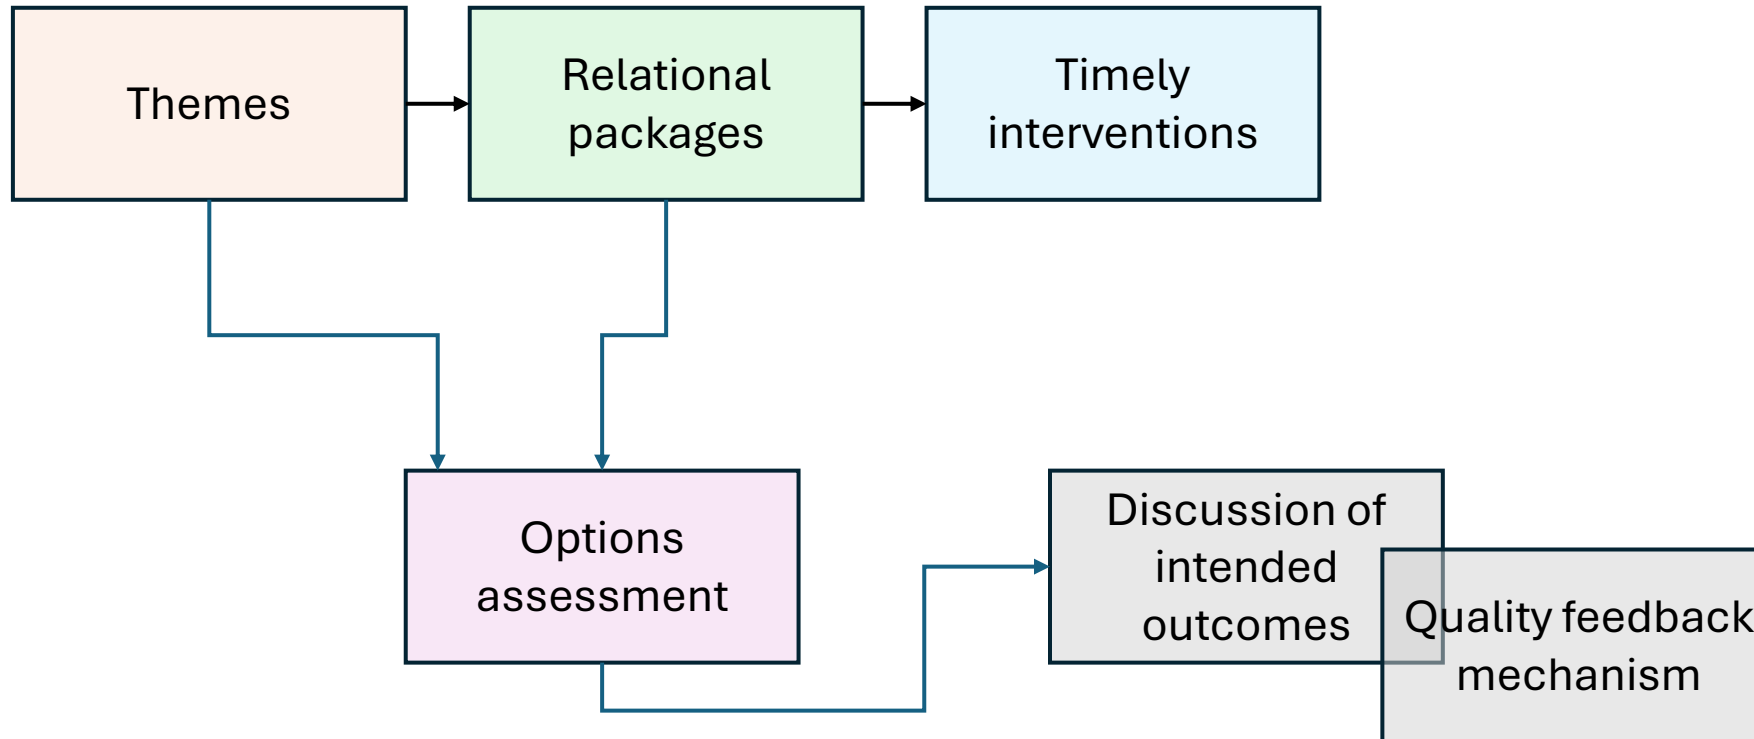 Themes
Relational
packages
Timely
interventions
Options
assessment
Discussion of
intended
outcomes
Quality feedback
mechanism